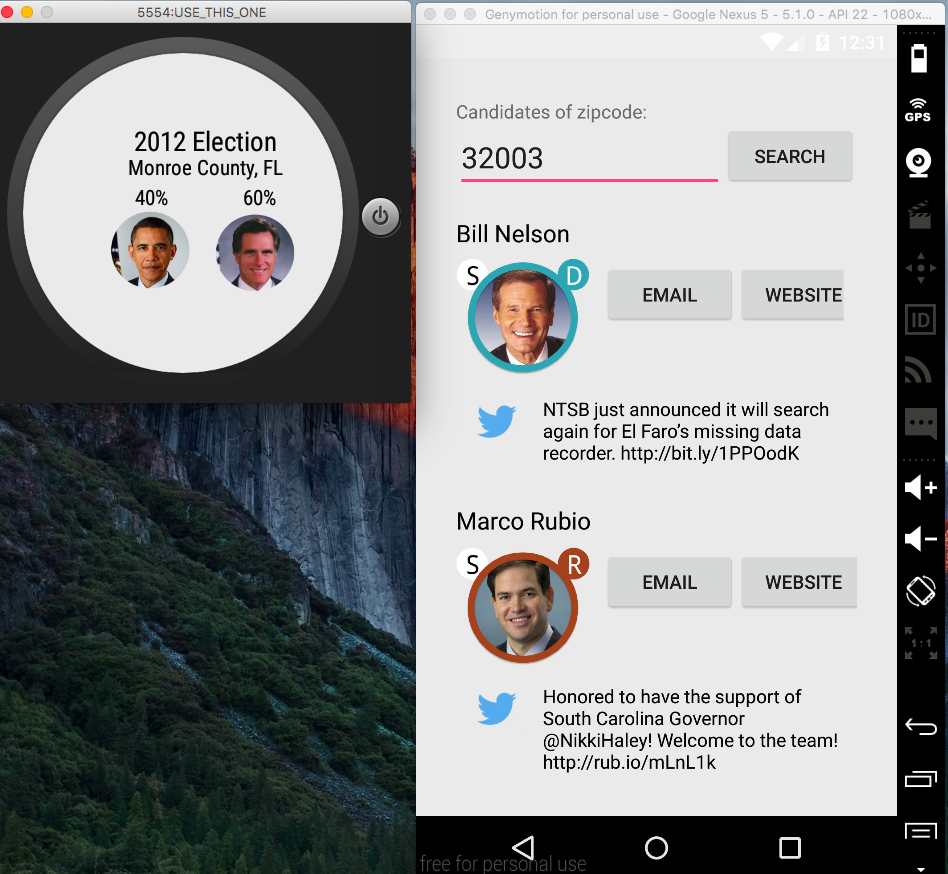 5554:USE_THIS_ONE
2012 Election
Monroe County, FL
40% 60%
Genymotion for personal use - Google Nexus 5 - 5.1.0 - API 22 - 1080x...
12:31
Candidates of zipcode:
32003
SEARCH
Bill Nelson
S
D
EMAIL
WEBSITE
NTSB just announced it will search
again for El Faro’s missing data
recorder. http://bit.ly/1PPOodK
Marco Rubio
S
R
EMAIL
WEBSITE
Honored to have the support of
South Carolina Governor
@NikkiHaley! Welcome to the team!
http://rub.io/mLnL1k
free for personal use
GPS
ID
1:1